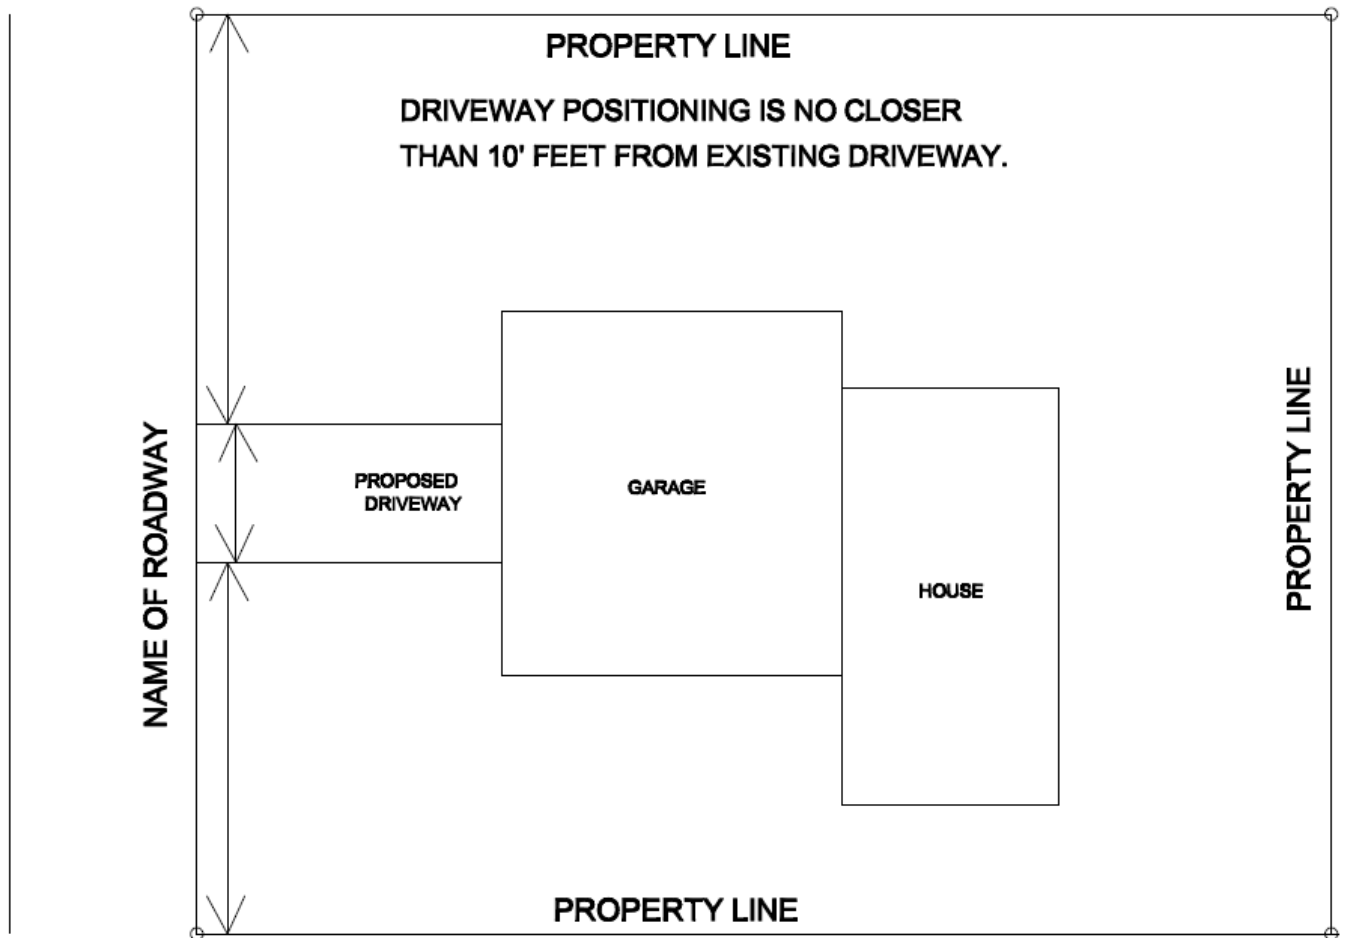 PROPERTY LINE
DRIVEWAY POSITIONING IS NO CLOSER
THAN 10' FEET FROM EXISTING DRIVEWAY.
NAME OF ROADWAY
PROPOSED
DRIVEWAY
GARAGE
HOUSE
PROPERTY LINE
PROPERTY LINE